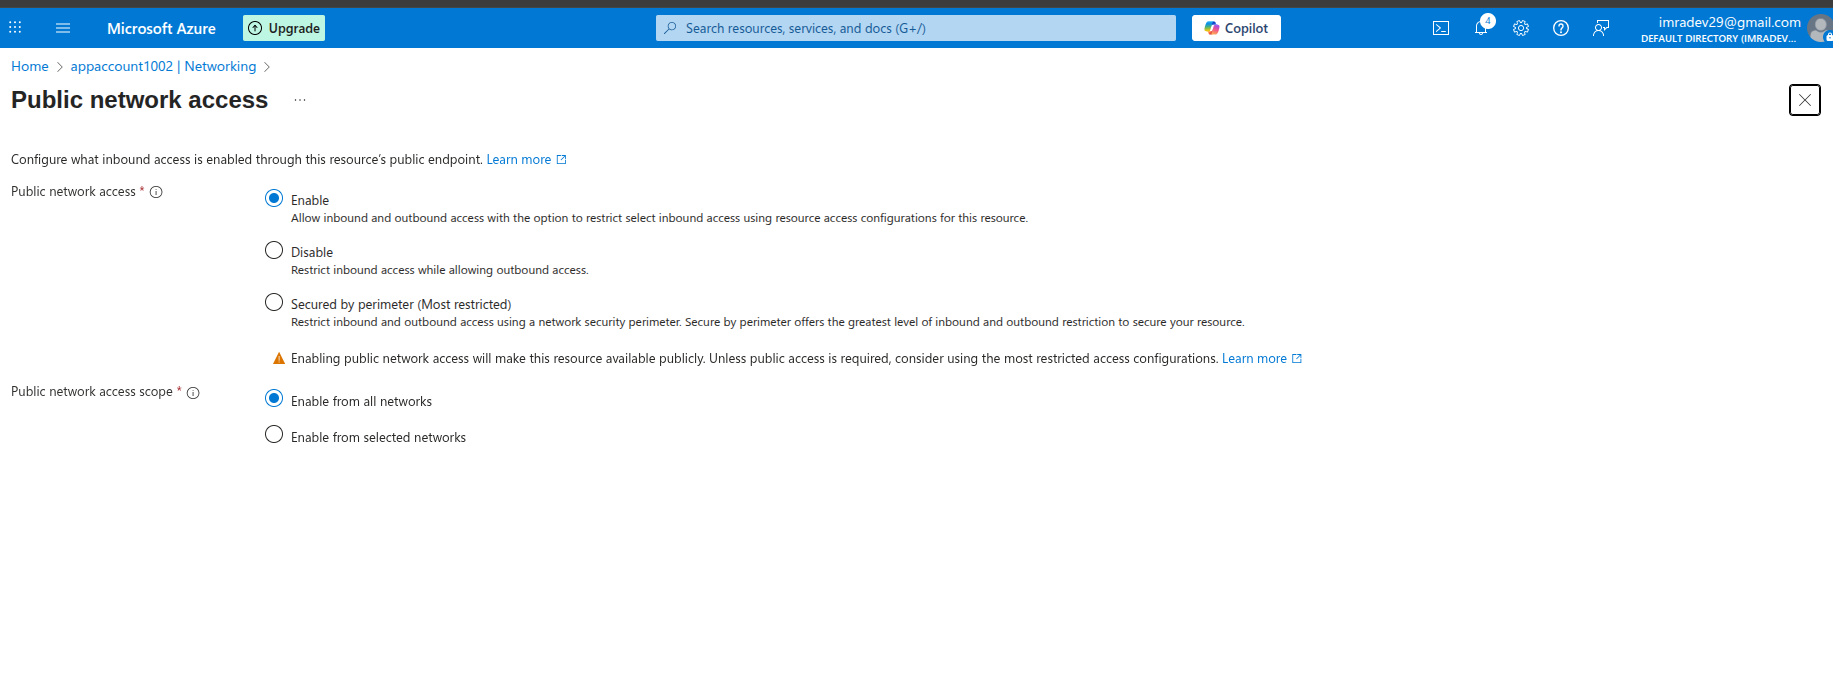 Microsoft Azure
Upgrade
Search resources, services, and docs (G+/)
Copilot
4
imradev29@gmail.com
DEFAULT DIRECTORY (IMRADEV...
Home > appaccount1002 | Networking >
Public network access ...
Configure what inbound access is enabled through this resource's public endpoint. Learn more
Public network access *
Enable
Allow inbound and outbound access with the option to restrict select inbound access using resource access configurations for this resource.
Disable
Restrict inbound access while allowing outbound access.
Secured by perimeter (Most restricted)
Restrict inbound and outbound access using a network security perimeter. Secure by perimeter offers the greatest level of inbound and outbound restriction to secure your resource.
Enabling public network access will make this resource available publicly. Unless public access is required, consider using the most restricted access configurations. Learn more
Public network access scope *
Enable from all networks
Enable from selected networks